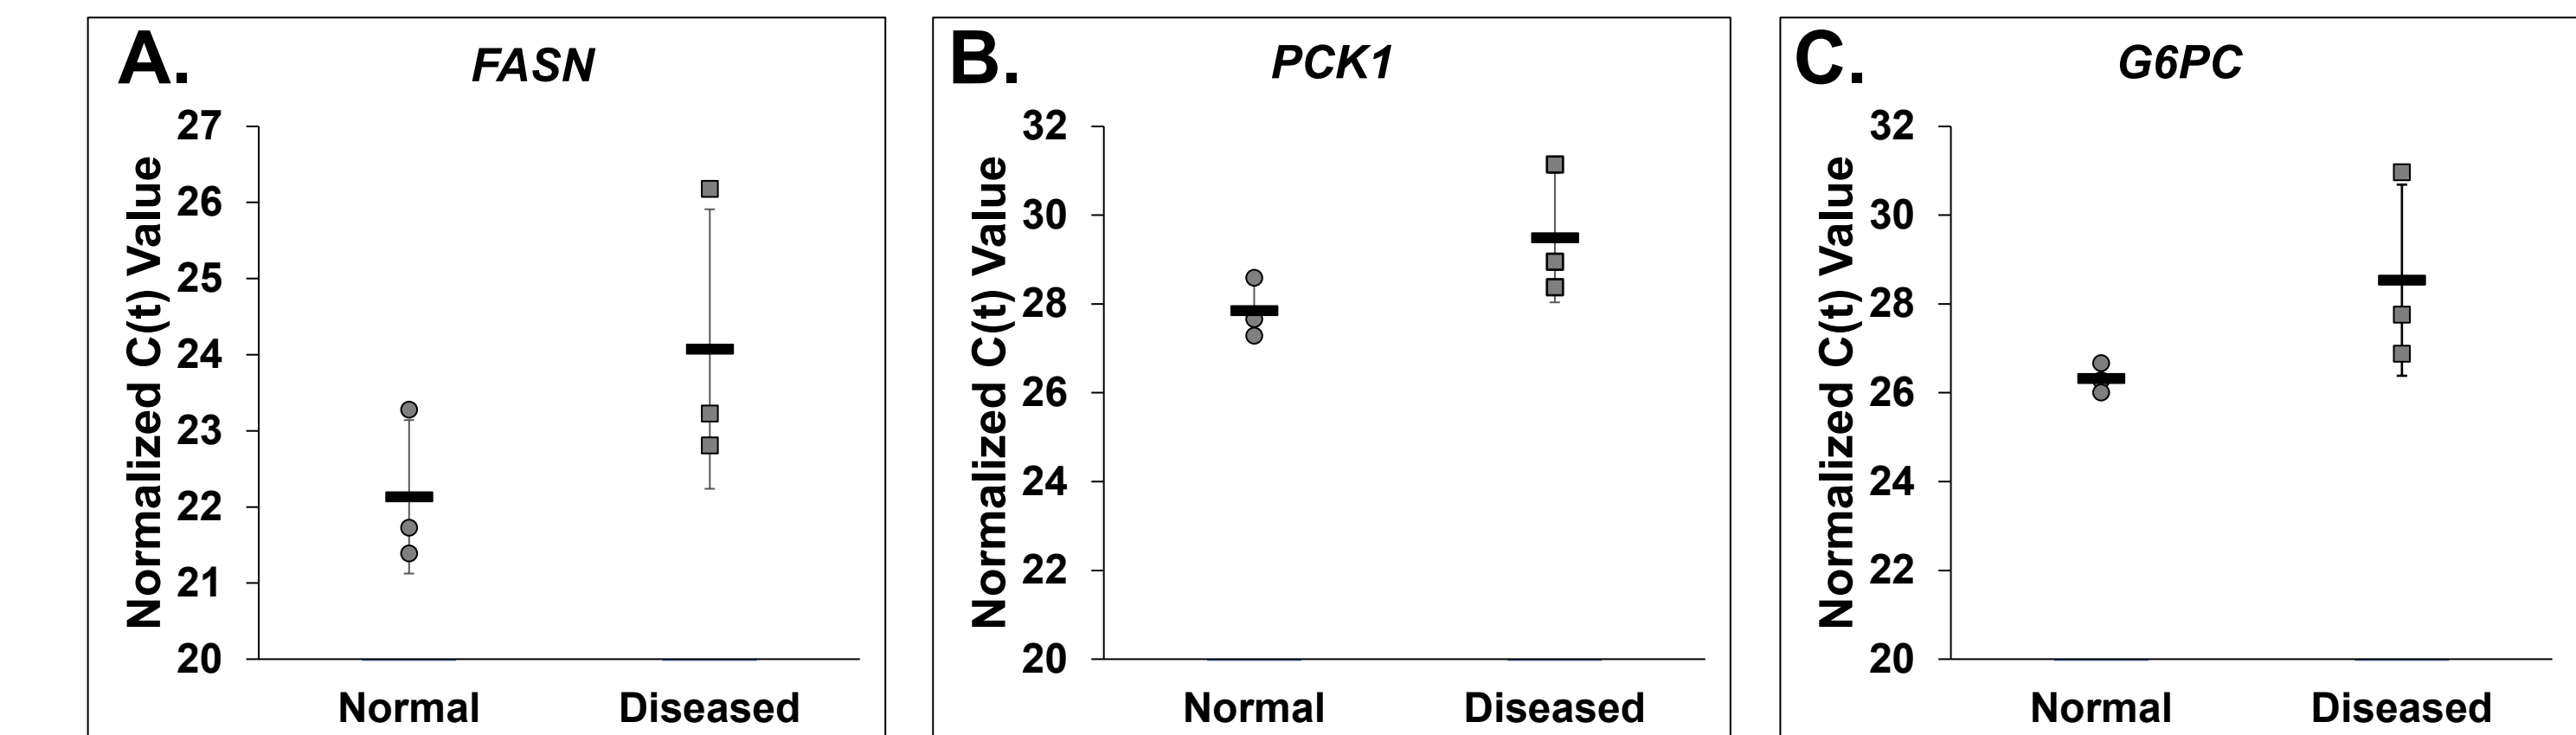 A.
FASN
Normalized C(t) Value
27
26
25
24
23
22
21
20
Normal
Diseased
B.
PCK1
Normalized C(t) Value
32
30
28
26
24
22
20
Normal
Diseased
C.
G6PC
Normalized C(t) Value
32
30
28
26
24
22
20
Normal
Diseased